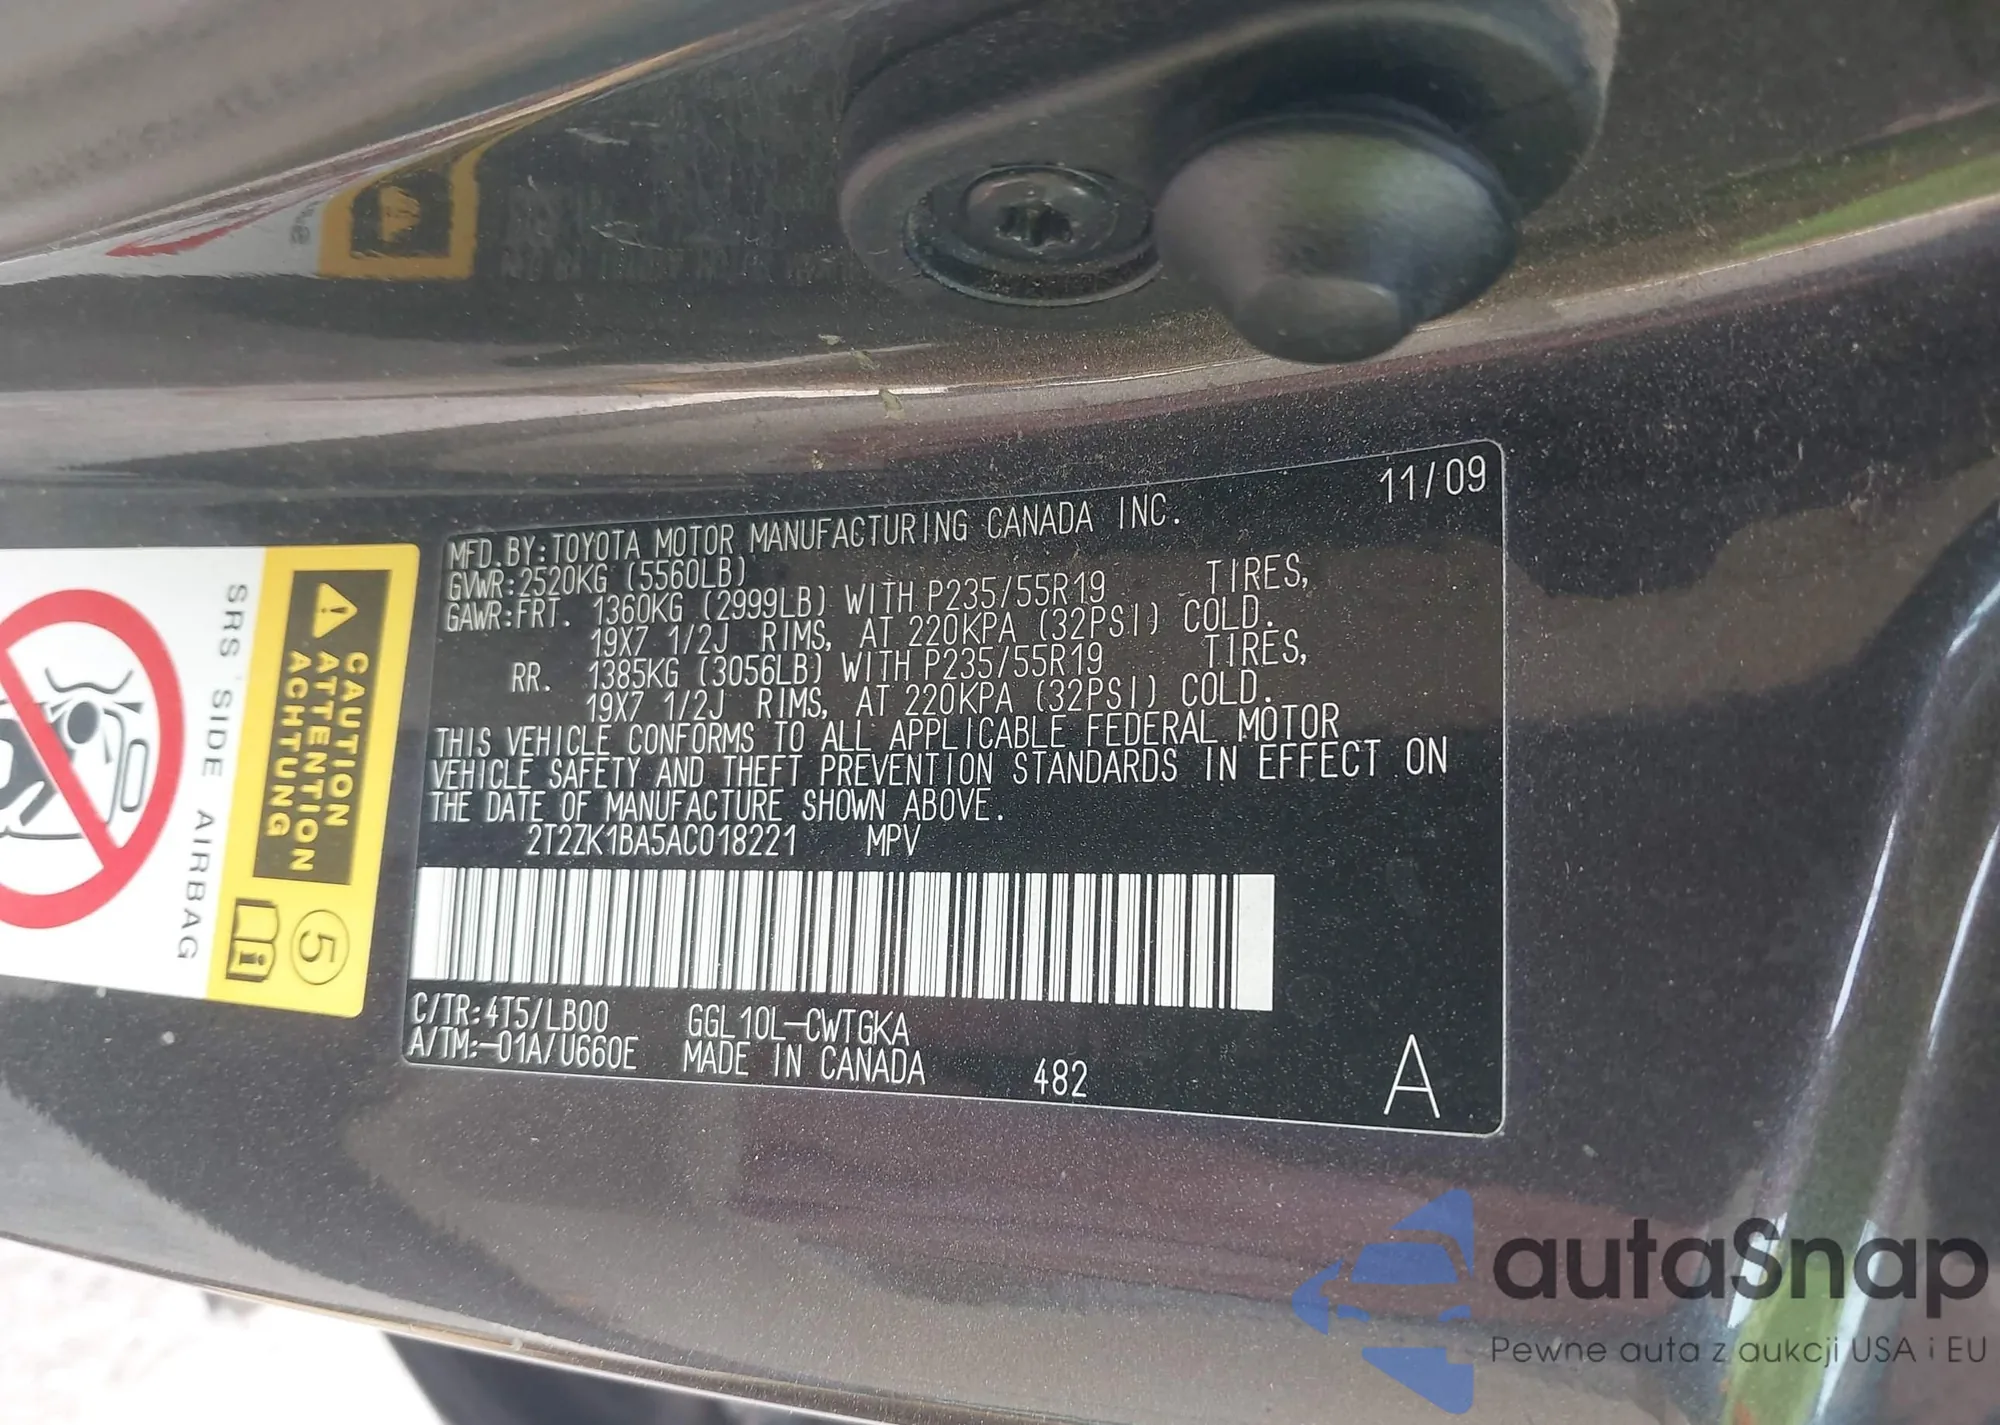 11/09
MFD. BY: TOYOTA MOTOR MANUFACTURING CANADA INC.
GVWR: 2520KG (5560LB)
GAWR: FRT. 1360KG (2999LB) WITH P235/55R19 TIRES,
19X7 1/2J RIMS, AT 220KPA (32PSI) COLD.
RR. 1385KG (3056LB) WITH P235/55R19 TIRES,
19X7 1/2J RIMS, AT 220KPA (32PSI) COLD.
THIS VEHICLE CONFORMS TO ALL APPLICABLE FEDERAL MOTOR
VEHICLE SAFETY AND THEFT PREVENTION STANDARDS IN EFFECT ON
THE DATE OF MANUFACTURE SHOWN ABOVE.
2T2ZK1BA5AC018221 MPV
C/TR: 4T5/LB00 GGL10L-CWTGKA
A/TM: -01A/U660E MADE IN CANADA 482 A
CAUTION
ATTENTION
ACHTUNG
5
i
SRS SIDE AIRBAG
autoSnap
Pewne auta z aukcji USA i EU